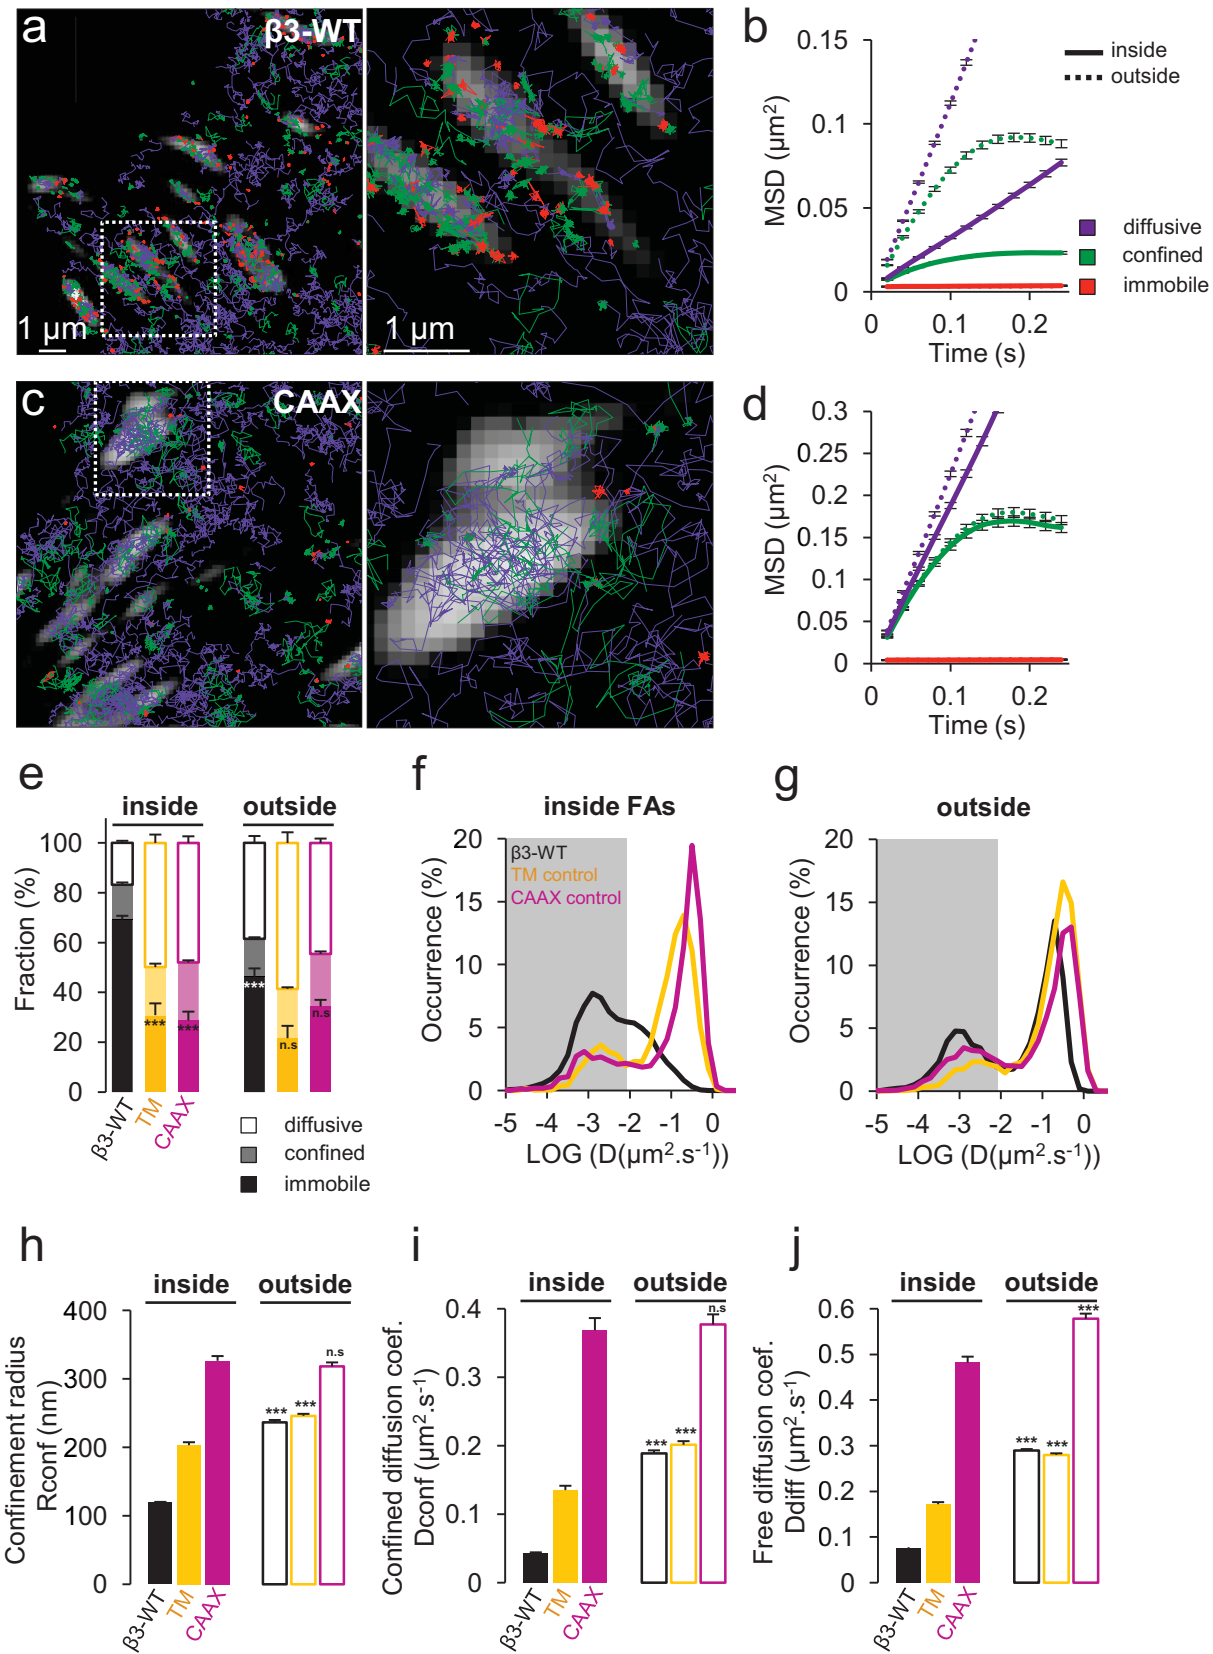 a
β3-WT
1 µm
1 µm
b
0.15
0.1
0.05
0
MSD (µm²)
0
0.1
0.2
Time (s)
inside
outside
diffusive
confined
immobile
c
CAAX
d
0.3
0.25
0.2
0.15
0.1
0.05
0
MSD (µm²)
0
0.1
0.2
Time (s)
e
inside
outside
100
80
60
40
20
0
Fraction (%)
***
***
***
n.s
n.s
β3-WT
TM
CAAX
diffusive
confined
immobile
f
inside FAs
20
15
10
5
0
Occurrence (%)
β3-WT
TM control
CAAX control
-5 -4 -3 -2 -1 0
LOG (D(µm².s⁻¹))
g
outside
20
15
10
5
0
Occurrence (%)
-5 -4 -3 -2 -1 0
LOG (D(µm².s⁻¹))
h
inside
outside
400
300
200
100
0
Confinement radius
Rconf (nm)
***
***
n.s
β3-WT
TM
CAAX
i
inside
outside
0.4
0.3
0.2
0.1
0
Confined diffusion coef.
Dconf (µm².s⁻¹)
***
***
n.s
β3-WT
TM
CAAX
j
inside
outside
0.6
0.5
0.4
0.3
0.2
0.1
0
Free diffusion coef.
Ddiff (µm².s⁻¹)
***
***
***
β3-WT
TM
CAAX